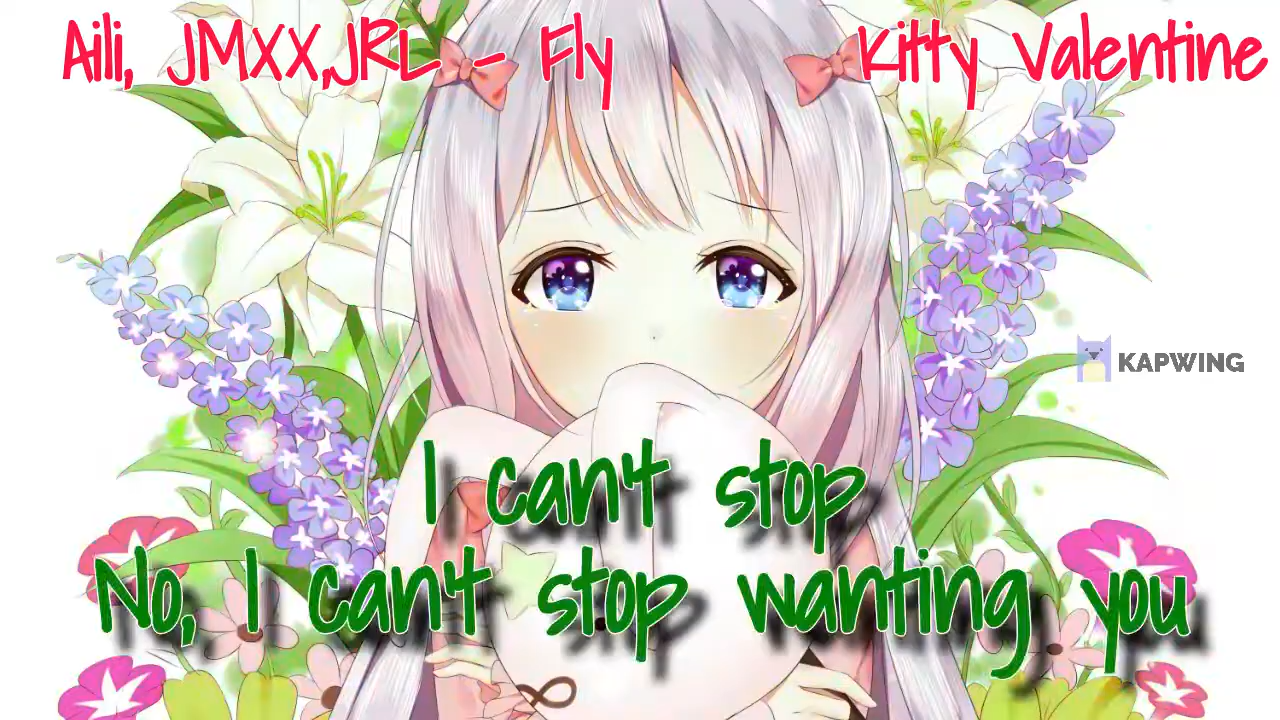 Aili, JMXX,JRL - Fly Kitty Valentine
KAPWING
I can't stop
No, I can't stop wanting you